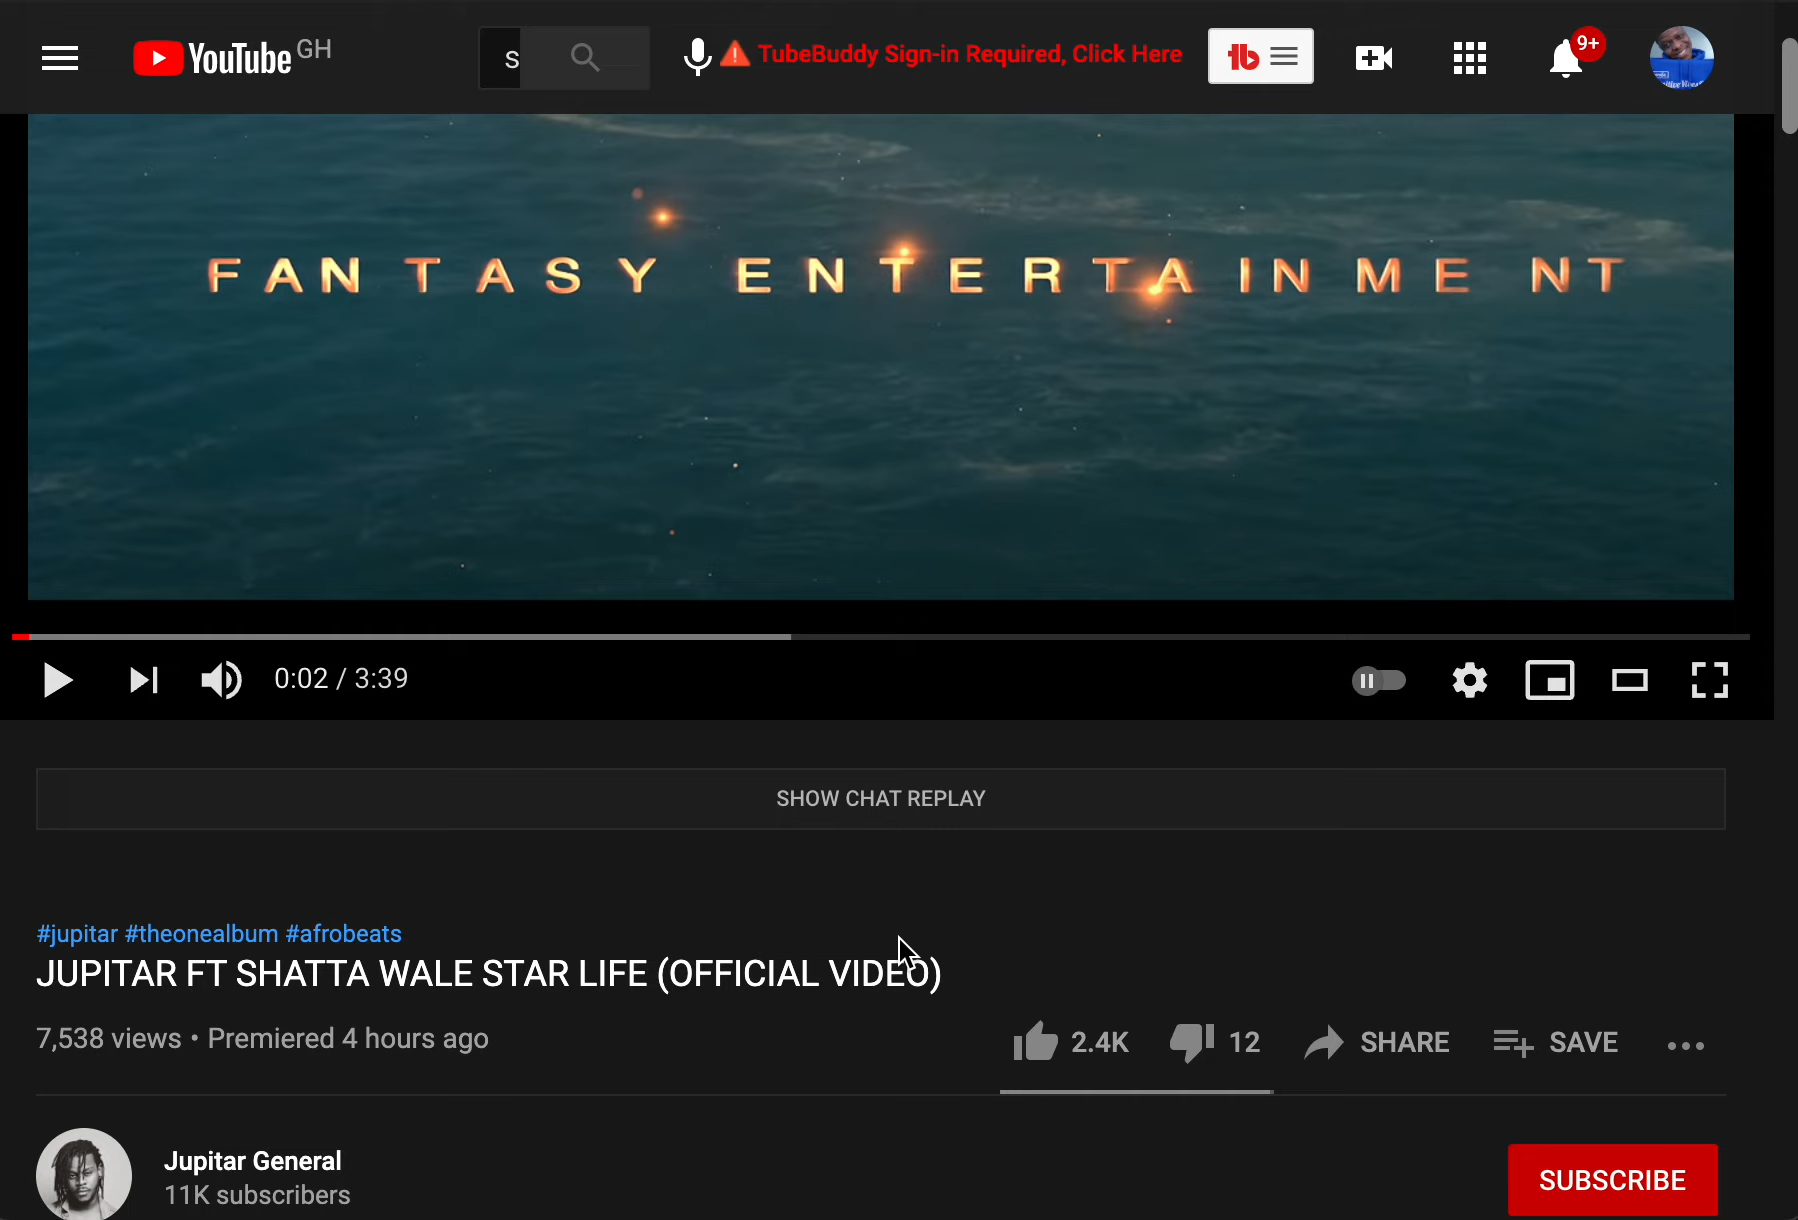 YouTube GH
s
TubeBuddy Sign-in Required, Click Here
tb
9+
FANTASY ENTERTAINMENT
0:02 / 3:39
SHOW CHAT REPLAY
#jupitar #theonealbum #afrobeats
JUPITAR FT SHATTA WALE STAR LIFE (OFFICIAL VIDEO)
7,538 views • Premiered 4 hours ago
2.4K
12
SHARE
SAVE
Jupitar General
11K subscribers
SUBSCRIBE